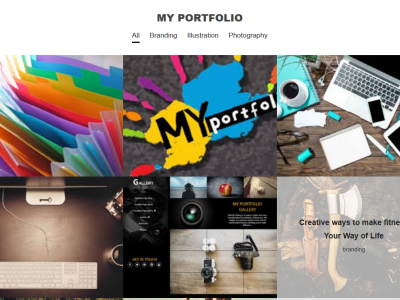 MY PORTFOLIO
All Branding Illustration Photography
MY
portfol
GALLERY
MY PORTFOLIO
GALLERY
GET IN TOUCH
Creative ways to make fitne
Your Way of Life
branding